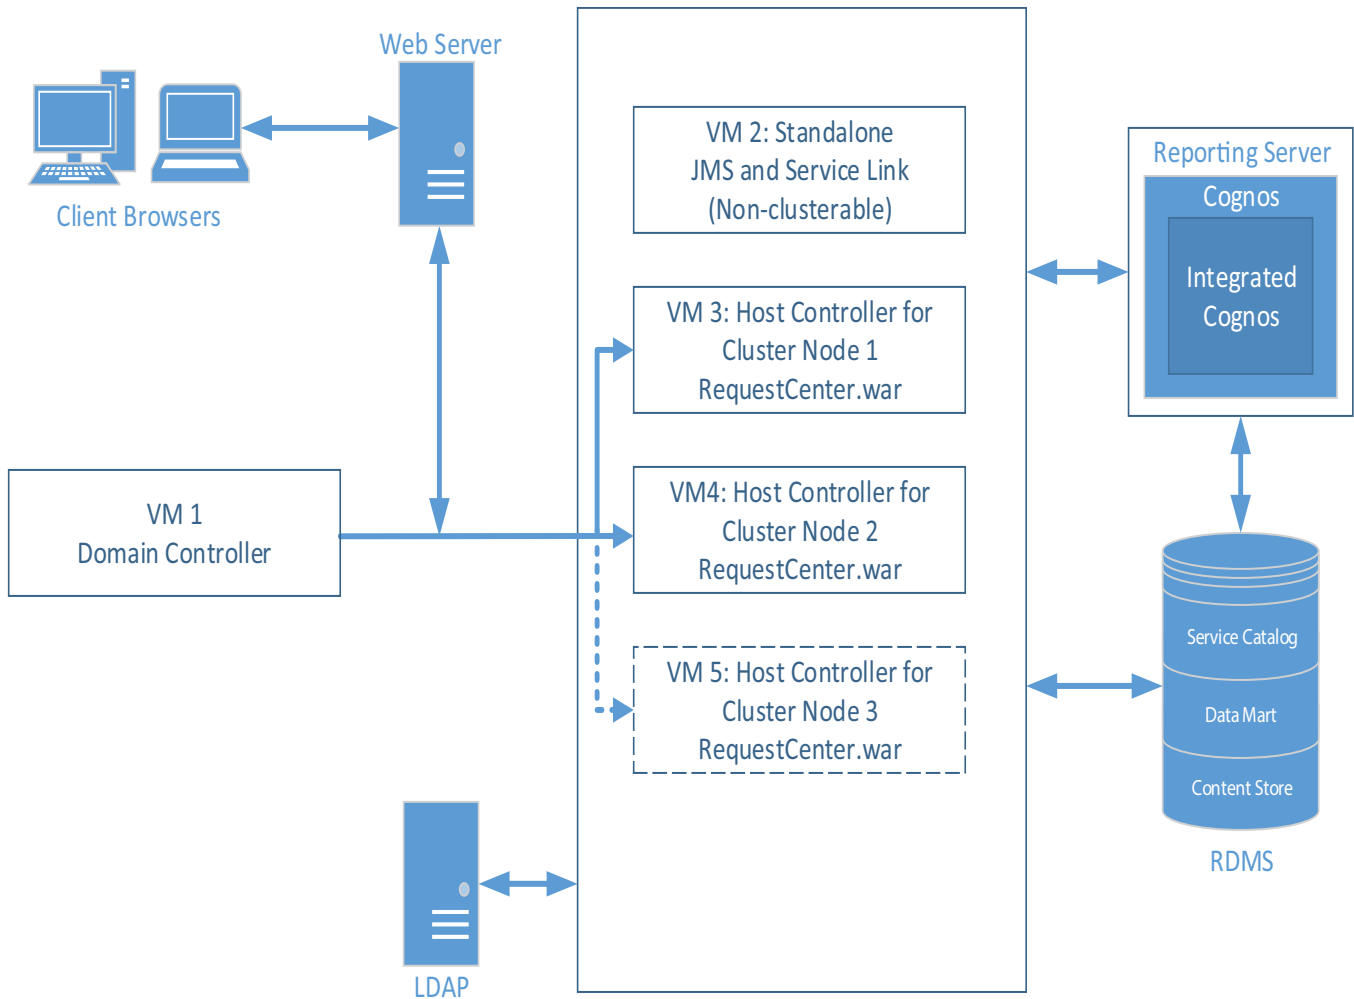 Web Server
Client Browsers
VM 2: Standalone
JMS and Service Link
(Non-clusterable)
Reporting Server
Cognos
Integrated
Cognos
VM 3: Host Controller for
Cluster Node 1
RequestCenter.war
VM 1
Domain Controller
VM4: Host Controller for
Cluster Node 2
RequestCenter.war
VM 5: Host Controller for
Cluster Node 3
RequestCenter.war
Service Catalog
Data Mart
Content Store
RDMS
LDAP